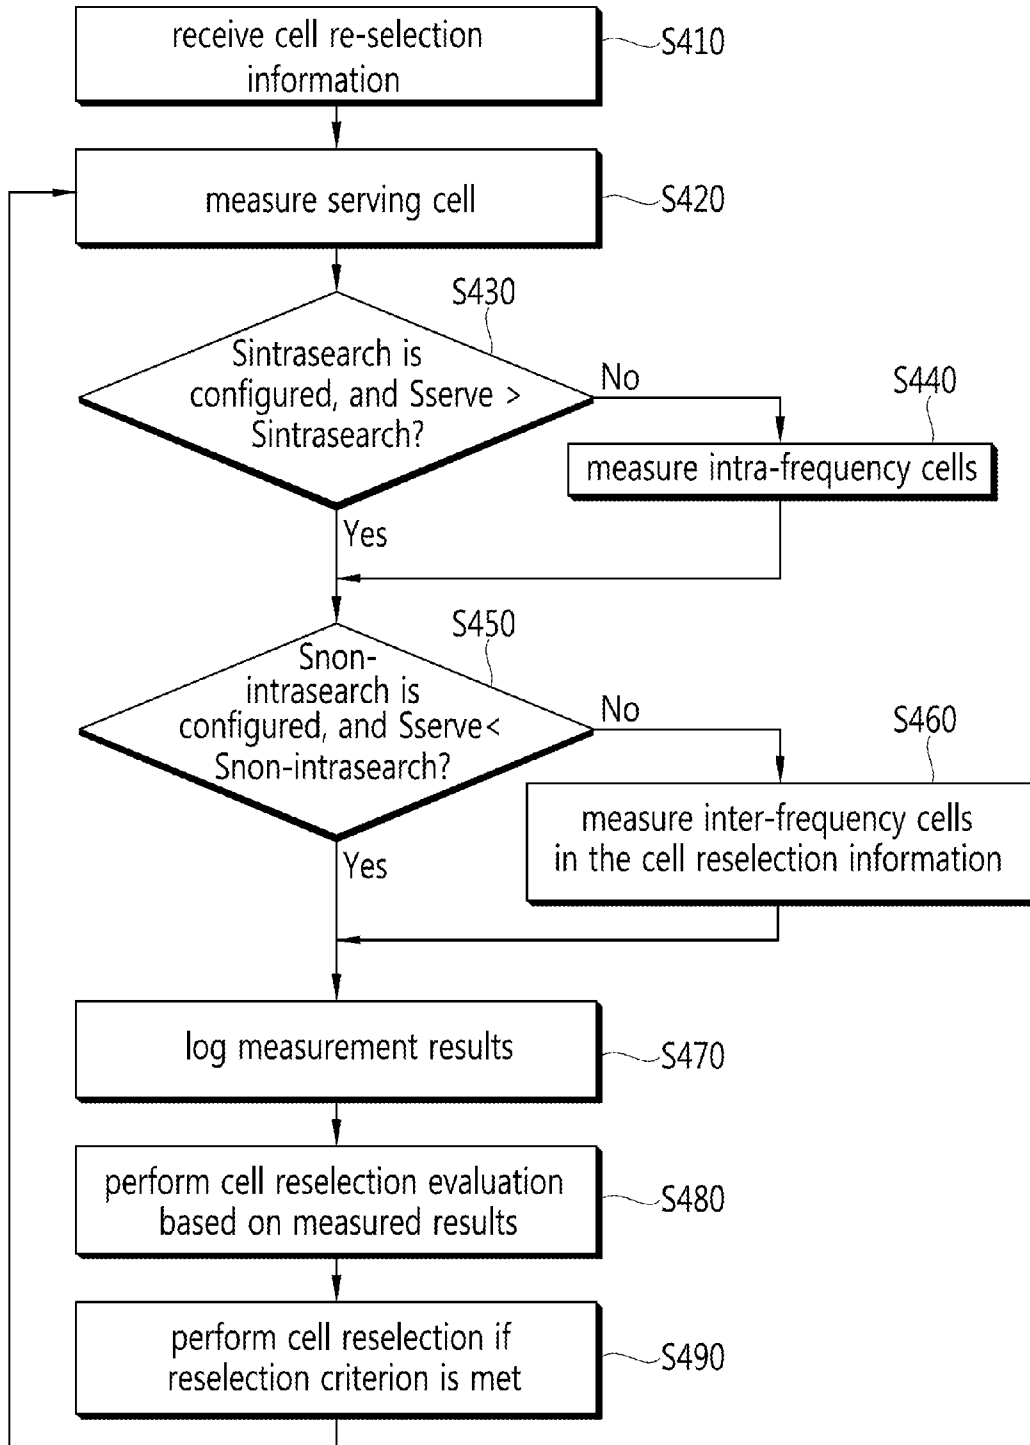 receive cell re-selection
information
S410
measure serving cell
S420
S430
Sintrasearch is
configured, and Sserve >
Sintrasearch?
No
S440
measure intra-frequency cells
Yes
S450
Snon-
intrasearch is
configured, and Sserve<
Snon-intrasearch?
No
S460
measure inter-frequency cells
in the cell reselection information
Yes
log measurement results
S470
perform cell reselection evaluation
based on measured results
S480
perform cell reselection if
reselection criterion is met
S490